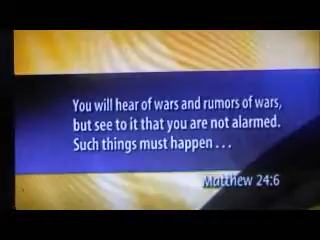 You will hear of wars and rumors of wars,
but see to it that you are not alarmed.
Such things must happen . . .
Matthew 24:6